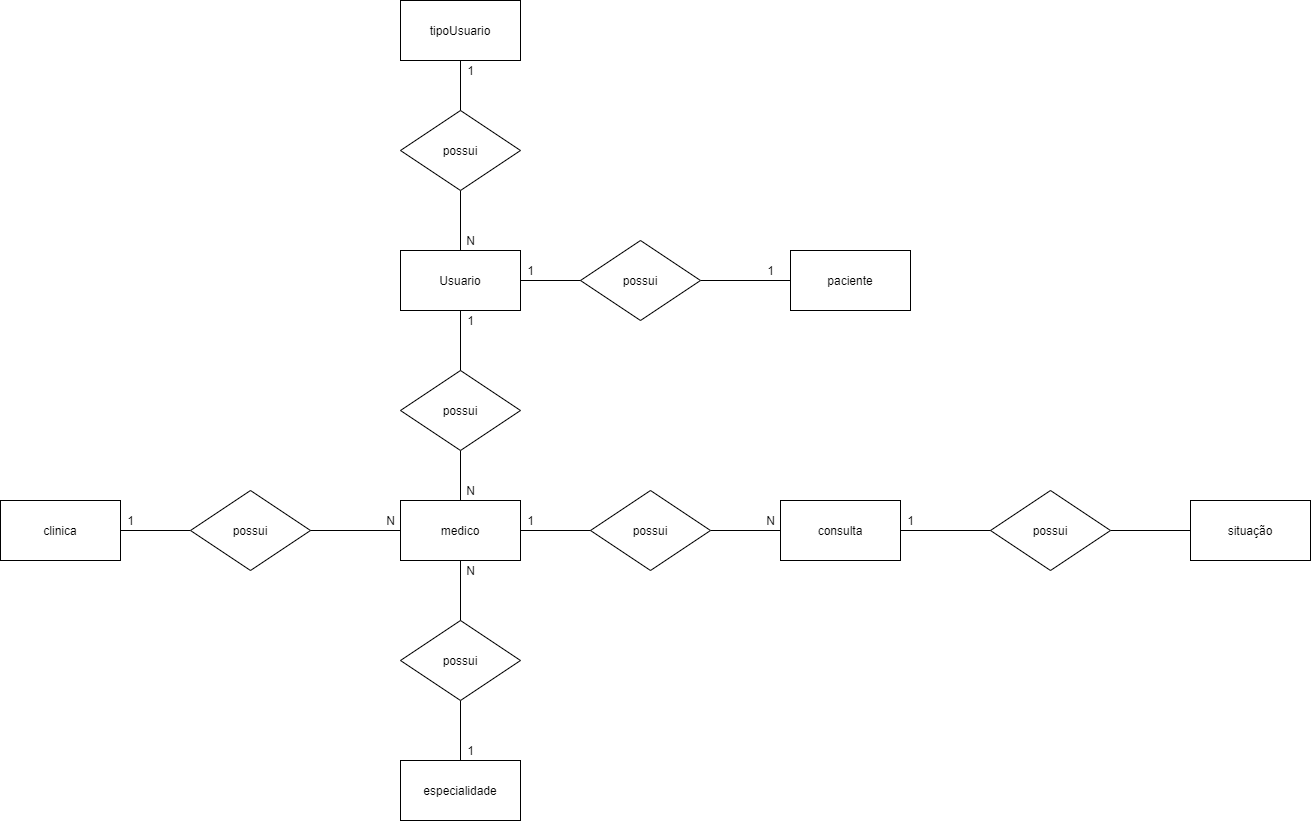 tipoUsuario
1
possui
N
Usuario
1
possui
1
paciente
1
possui
N
clinica
1
possui
N
medico
1
possui
N
consulta
1
possui
situação
N
possui
1
especialidade